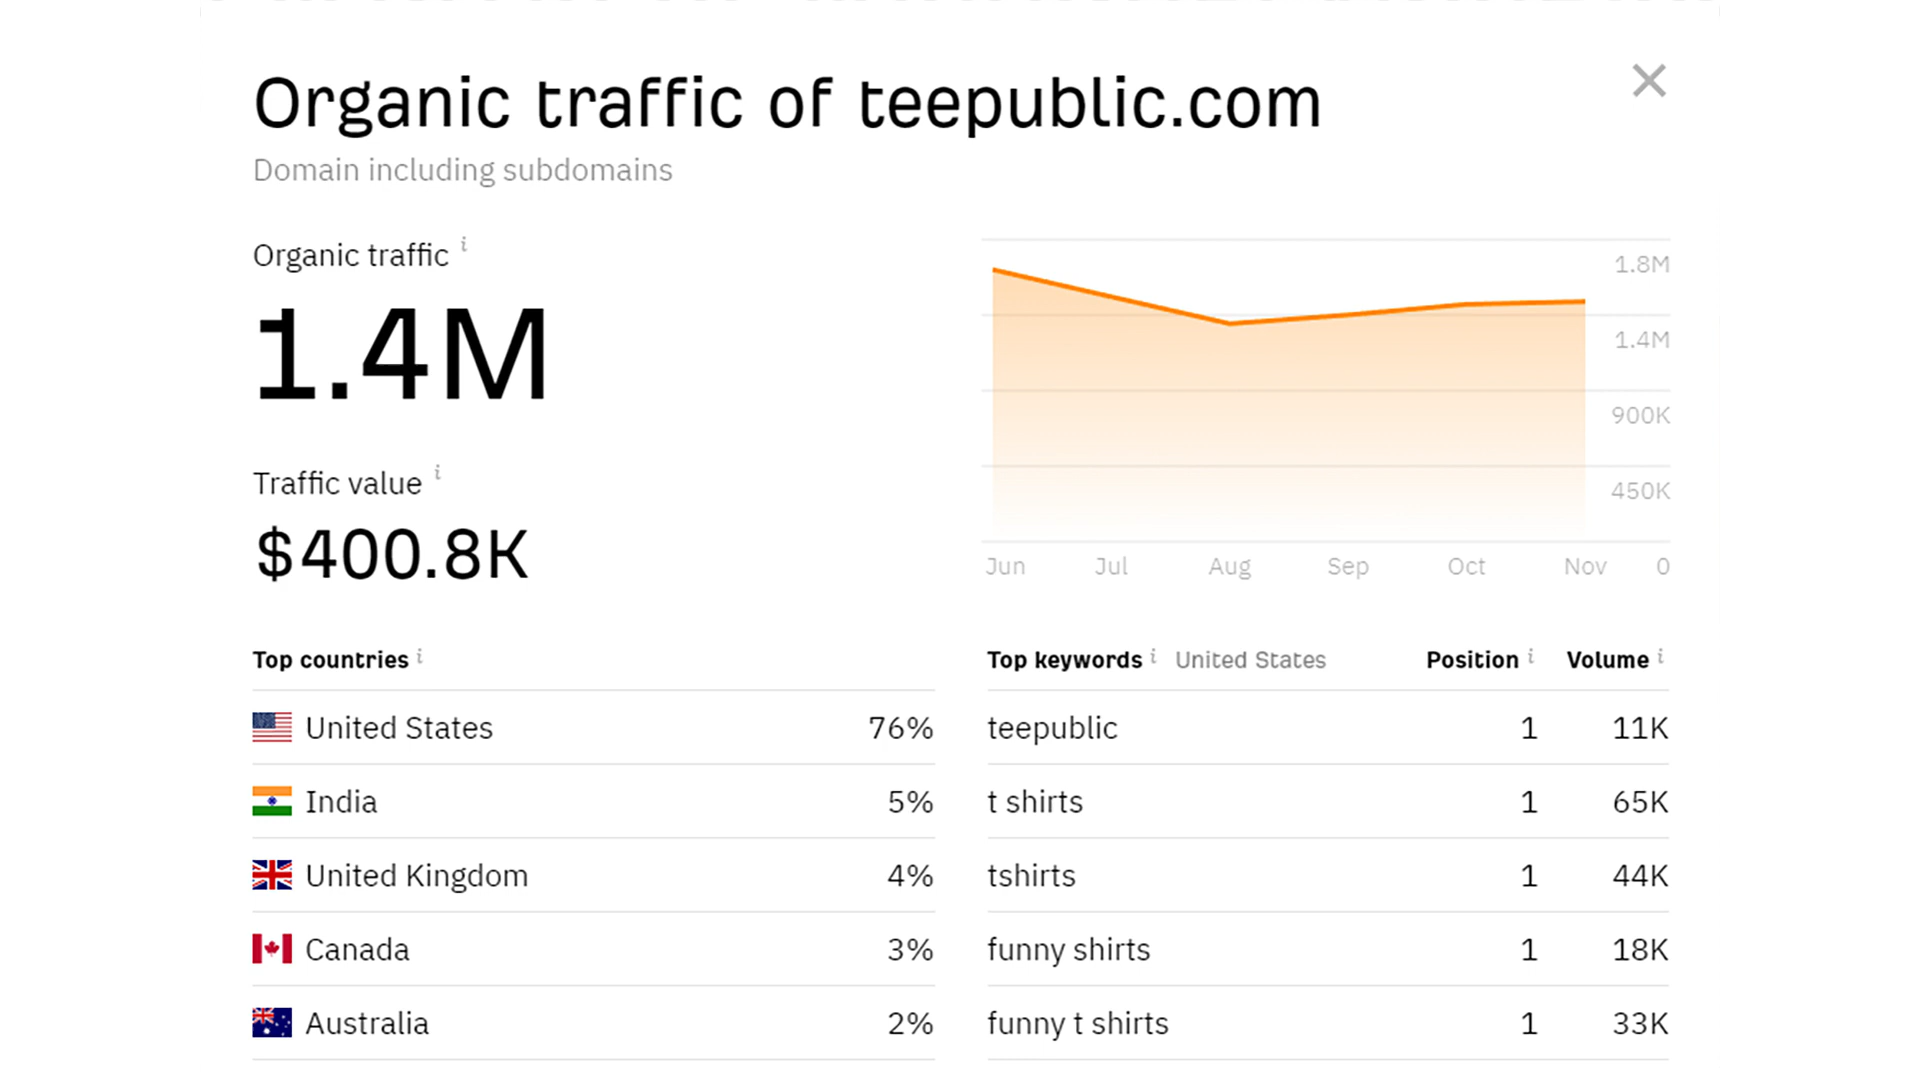 Organic traffic of teepublic.com
Domain including subdomains
Organic traffic i
1.4M
Traffic value i
$400.8K
1.8M
1.4M
900K
450K
Jun Jul Aug Sep Oct Nov 0
Top countries i
United States 76%
India 5%
United Kingdom 4%
Canada 3%
Australia 2%
Top keywords i United States Position i Volume i
teepublic 1 11K
t shirts 1 65K
tshirts 1 44K
funny shirts 1 18K
funny t shirts 1 33K